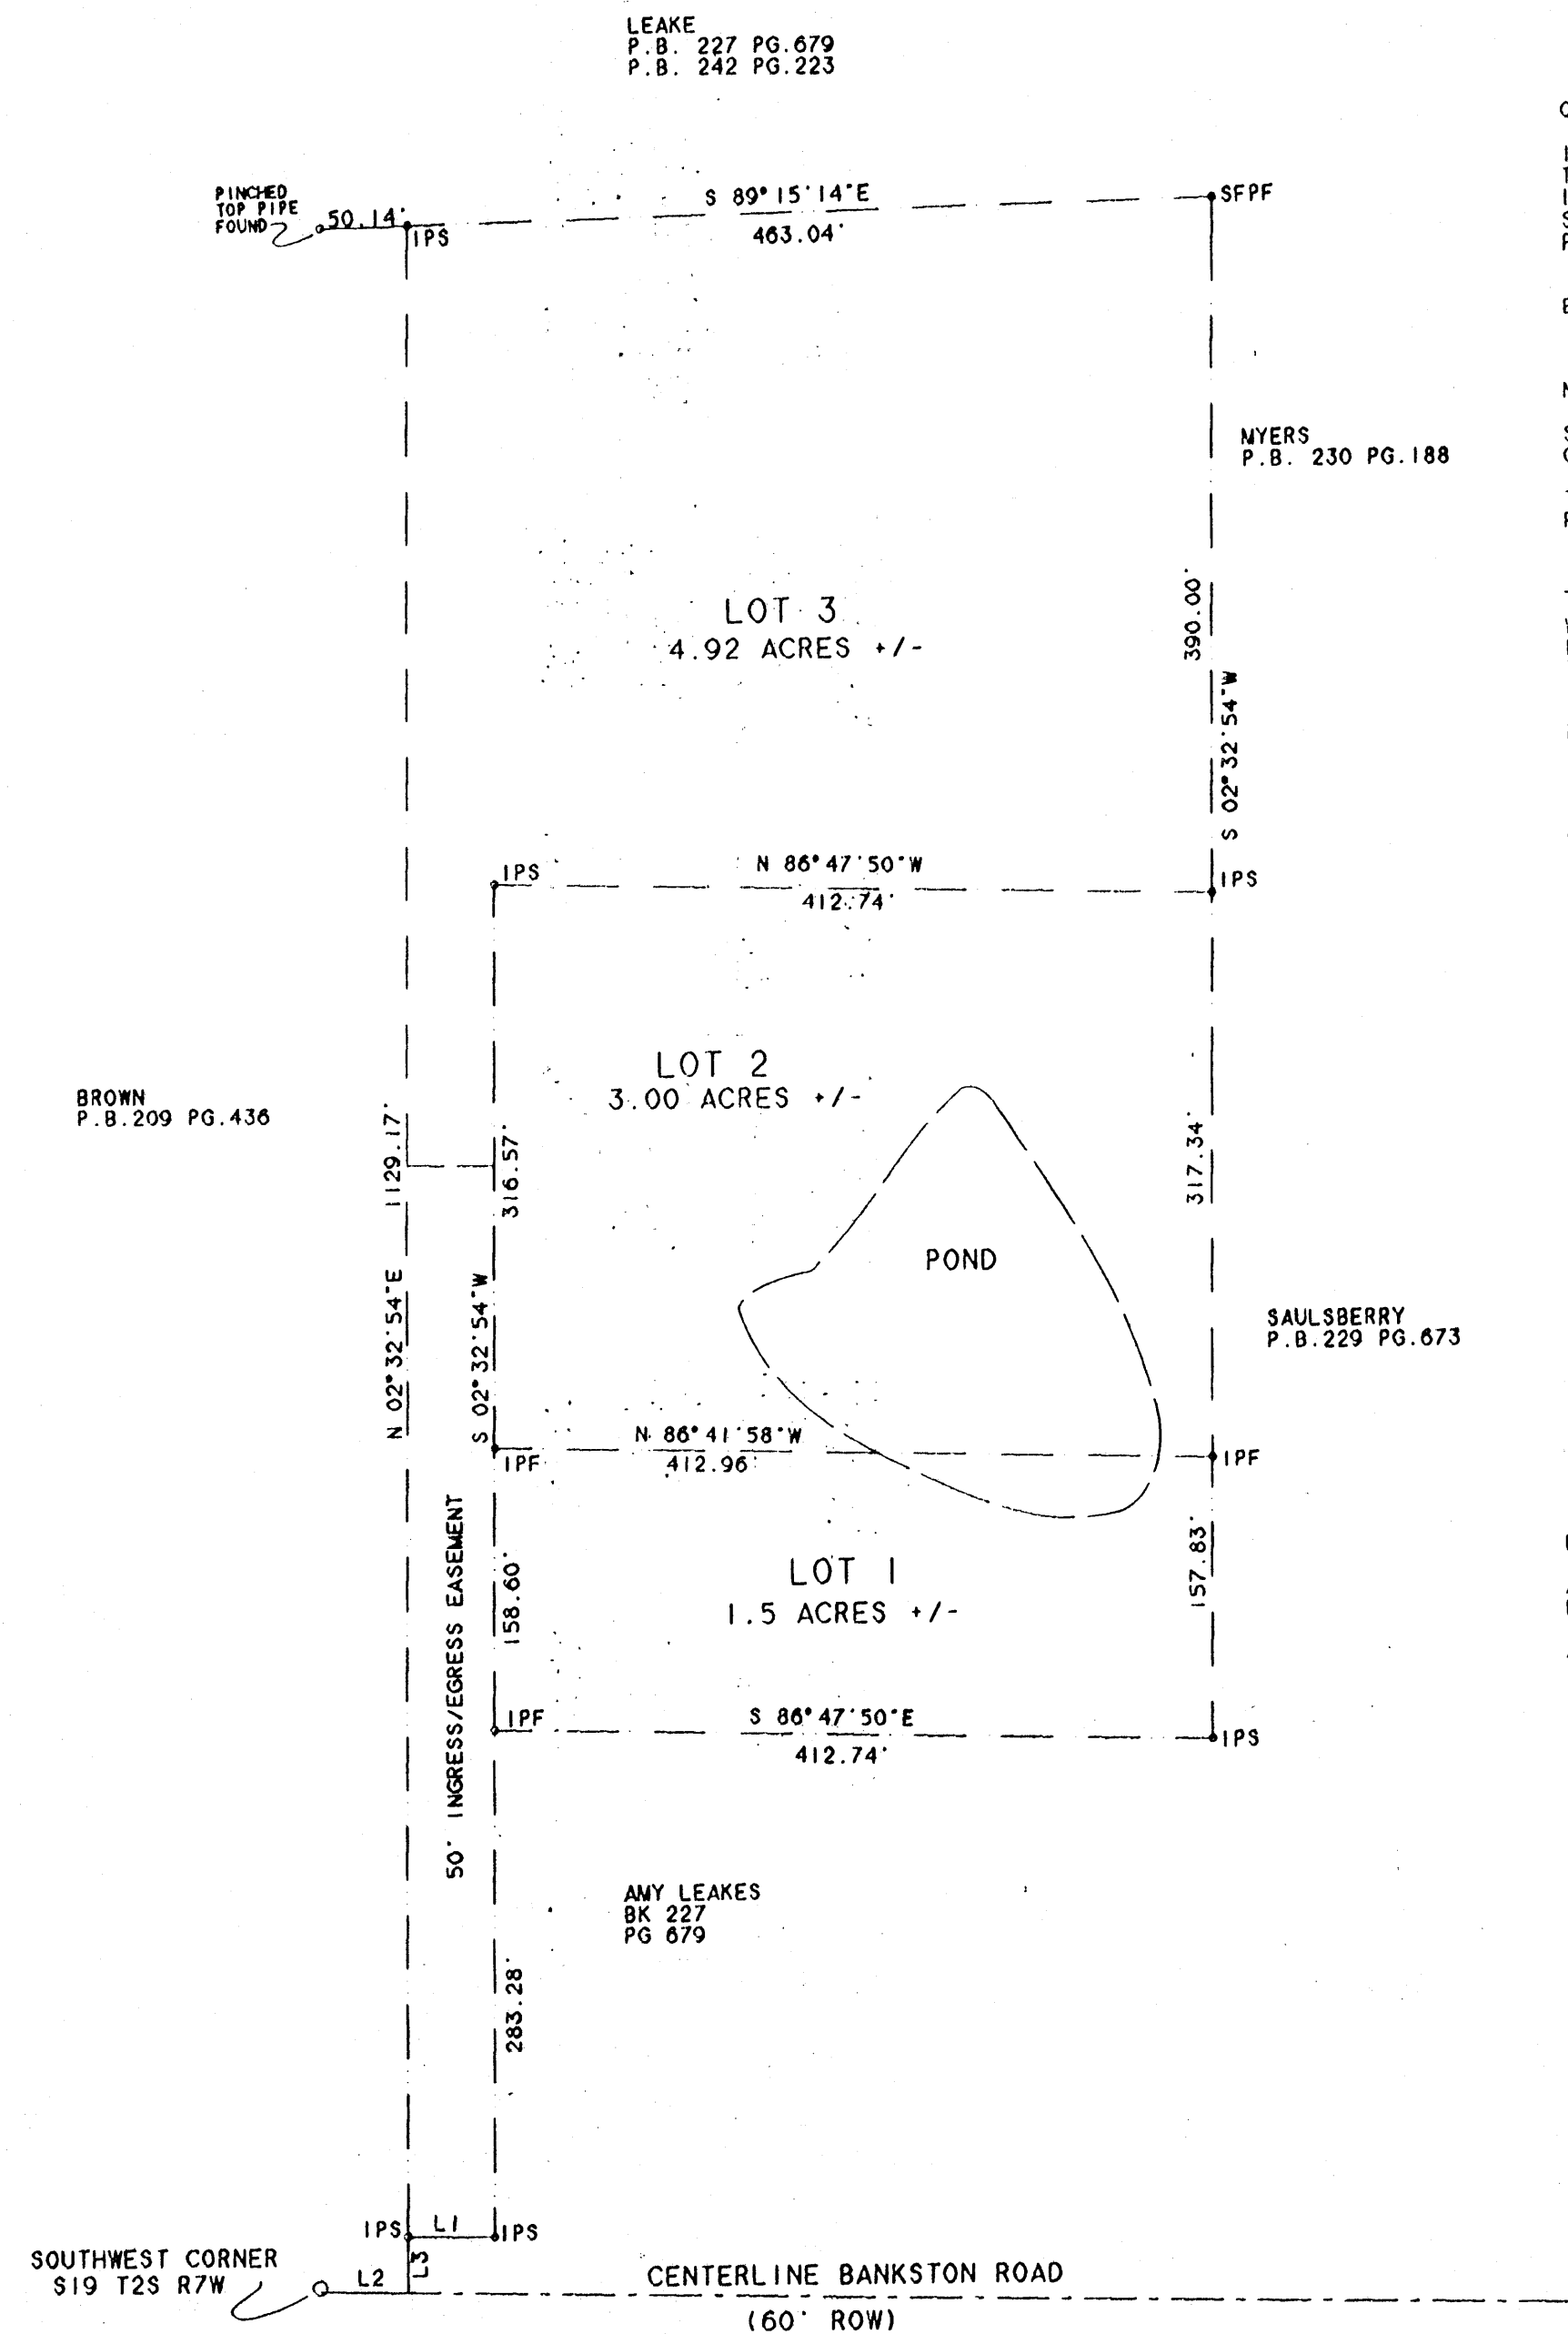 LEAKE
P.B. 227 PG.679
P.B. 242 PG.223
PINCHED
TOP PIPE
FOUND
50.14'
IPS
S 89°15'14"E
463.04'
SFPF
MYERS
P.B. 230 PG.188
LOT 3
4.92 ACRES +/-
390.00'
S 02°32'54"W
IPS
N 86°47'50"W
412.74'
IPS
LOT 2
3.00 ACRES +/-
BROWN
P.B.209 PG.436
1129.17'
N 02°32'54"E
316.57'
S 02°32'54"W
317.34'
POND
SAULSBERRY
P.B.229 PG.673
IPF
N 86°41'58"W
412.96'
IPF
50' INGRESS/EGRESS EASEMENT
158.60'
LOT 1
1.5 ACRES +/-
157.83'
IPF
S 86°47'50"E
412.74'
IPS
AMY LEAKES
BK 227
PG 679
283.28'
IPS
L1
IPS
SOUTHWEST CORNER
S19 T2S R7W
L2
L3
CENTERLINE BANKSTON ROAD
(60' ROW)